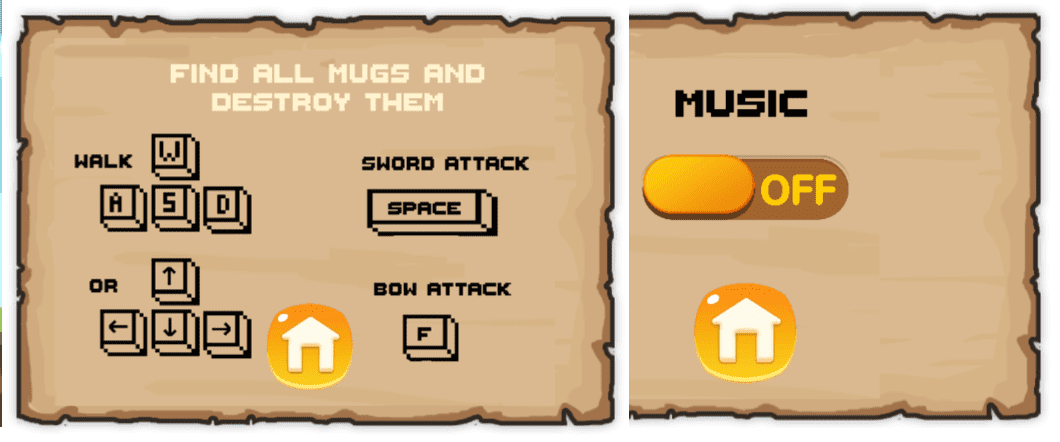 FIND ALL MUGS AND
DESTROY THEM
WALK
W
A S D
OR
↑
← ↓ →
SWORD ATTACK
SPACE
BOW ATTACK
F
MUSIC
OFF